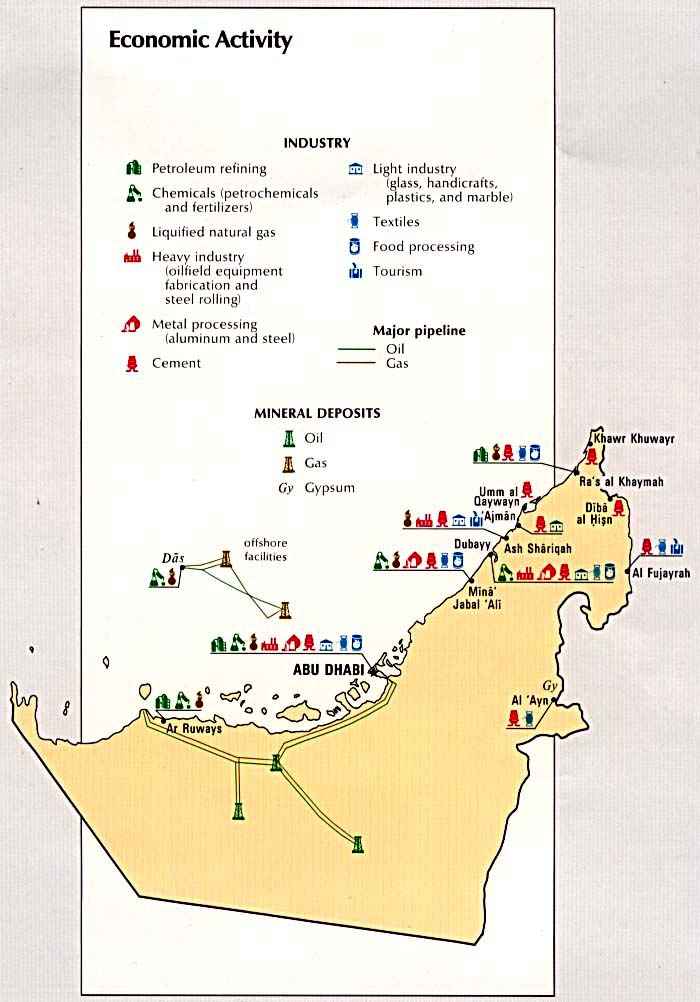 Economic Activity
INDUSTRY
Petroleum refining
Chemicals (petrochemicals
and fertilizers)
Liquified natural gas
Heavy industry
(oilfield equipment
fabrication and
steel rolling)
Metal processing
(aluminum and steel)
Cement
Light industry
(glass, handicrafts,
plastics, and marble)
Textiles
Food processing
Tourism
Major pipeline
Oil
Gas
MINERAL DEPOSITS
Oil
Gas
Gy Gypsum
Khawr Khuwayr
Ra's al Khaymah
Umm al
Qaywayn
'Ajmān
Dībā
al Ḩişn
Dubayy
Ash Shāriqah
Al Fujayrah
Mīnā'
Jabal 'Alī
Dās
offshore
facilities
ABU DHABI
Gy
Al 'Ayn
Ar Ruways